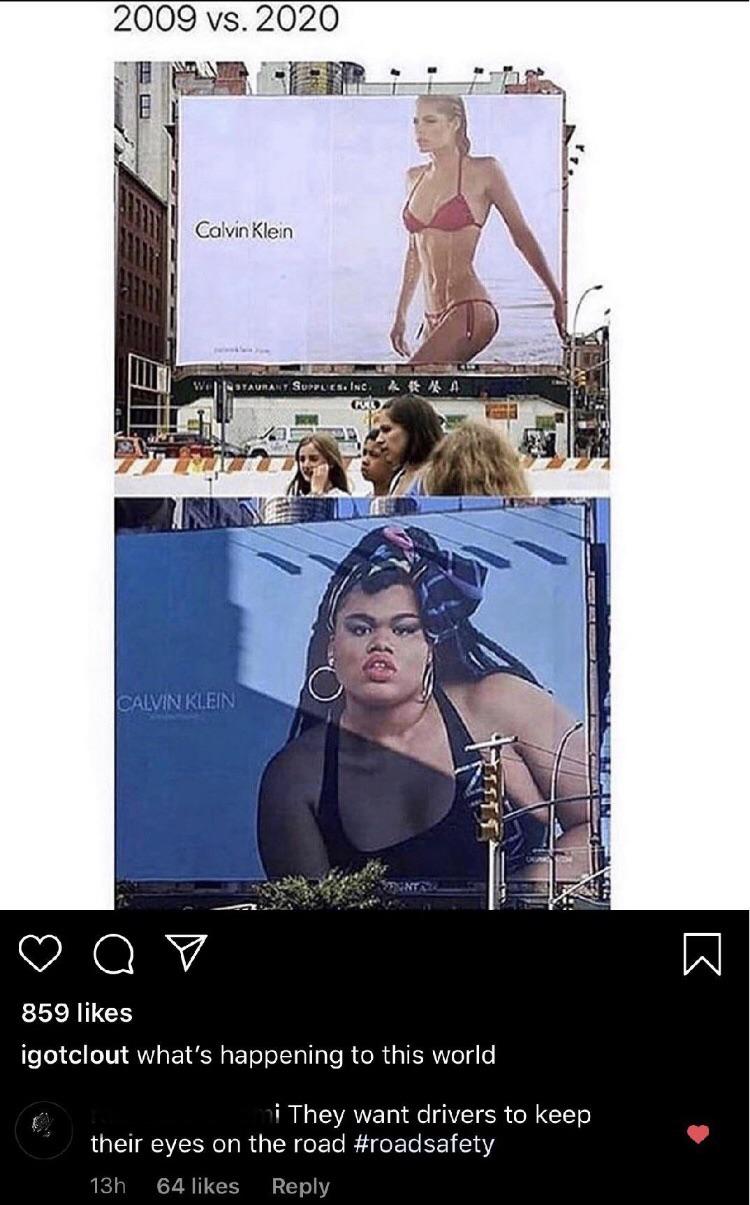 2009 vs. 2020
Calvin Klein
RESTAURANT SUPPLIES, INC.
CALVIN KLEIN
859 likes
igotclout what's happening to this world
They want drivers to keep
their eyes on the road #roadsafety
13h 64 likes Reply